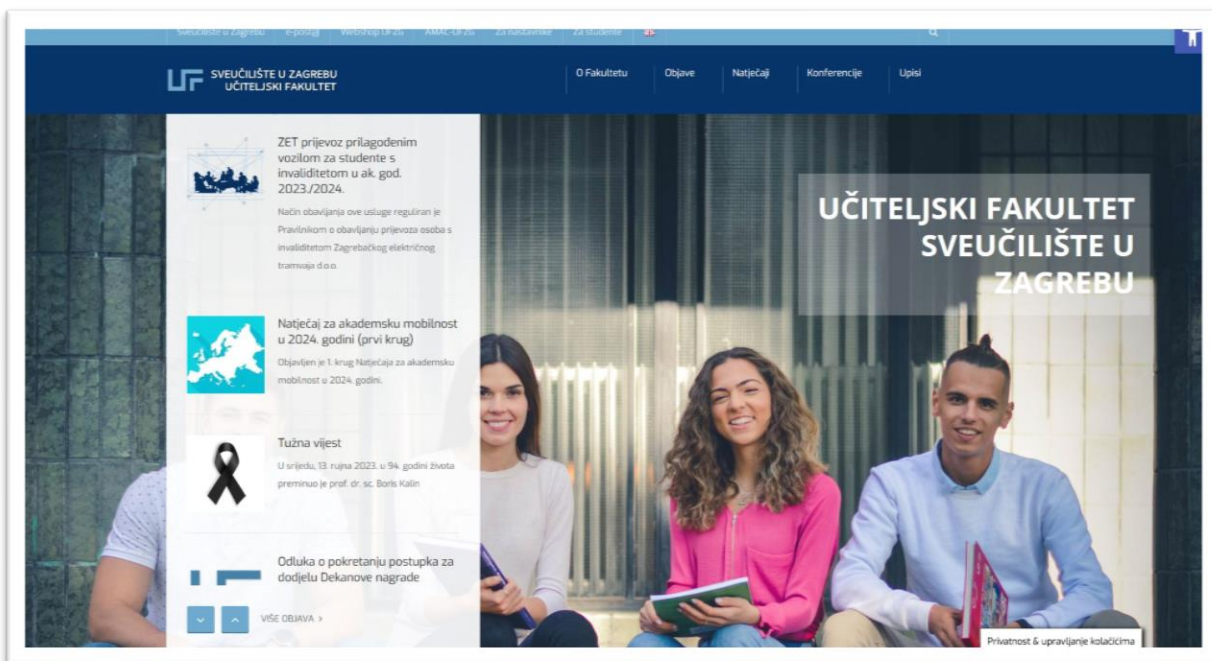 Sveučilište u Zagrebu e-post@ Webshop UFZG AMAC-UFZG Za nastavnike Za studente
SVEUČILIŠTE U ZAGREBU
UČITELJSKI FAKULTET
O Fakultetu Objave Natječaji Konferencije Upisi
ZET prijevoz prilagođenim
vozilom za studente s
invaliditetom u ak. god.
2023./2024.
Način obavljanja ove usluge reguliran je
Pravilnikom o obavljanju prijevoza osoba s
invaliditetom Zagrebačkog električnog
tramvaja d.o.o.
Natječaj za akademsku mobilnost
u 2024. godini (prvi krug)
Objavljen je 1. krug Natječaja za akademsku
mobilnost u 2024. godini.
Tužna vijest
U srijedu, 13. rujna 2023. u 94. godini života
preminuo je prof. dr. sc. Boris Kalin
Odluka o pokretanju postupka za
dodjelu Dekanove nagrade
VIŠE OBJAVA >
UČITELJSKI FAKULTET
SVEUČILIŠTE U
ZAGREBU
Privatnost & upravljanje kolačićima